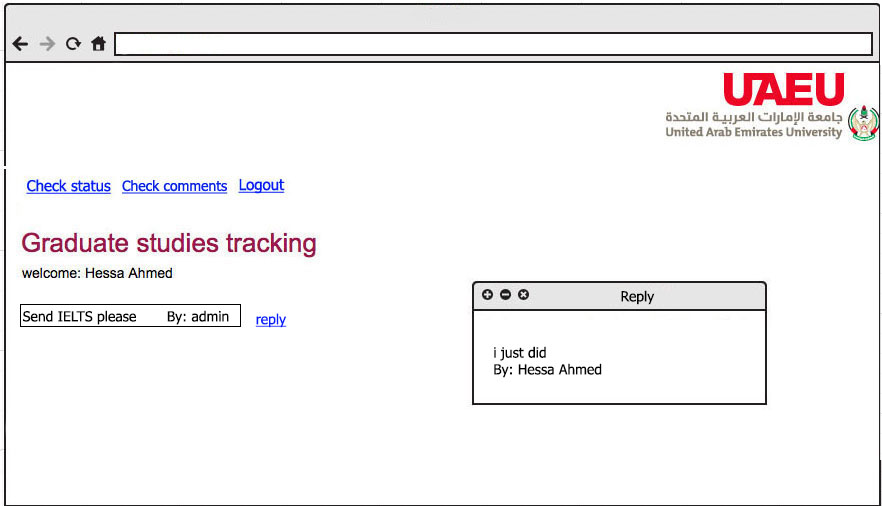 UAEU
جامعة الإمارات العربية المتحدة
United Arab Emirates University
Check status Check comments Logout
Graduate studies tracking
welcome: Hessa Ahmed
Send IELTS please By: admin reply
Reply
i just did
By: Hessa Ahmed